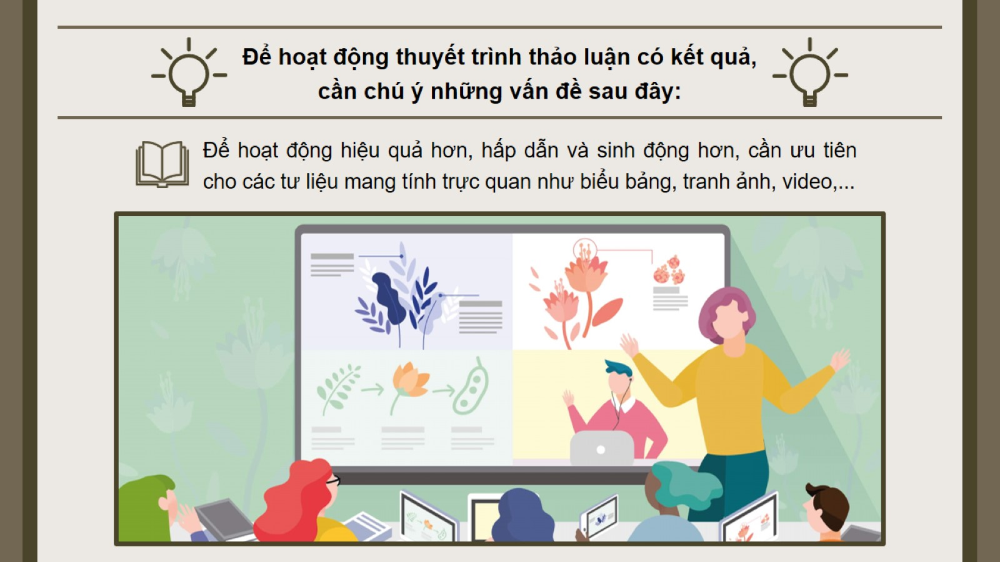 Để hoạt động thuyết trình thảo luận có kết quả,
cần chú ý những vấn đề sau đây:
Để hoạt động hiệu quả hơn, hấp dẫn và sinh động hơn, cần ưu tiên
cho các tư liệu mang tính trực quan như biểu bảng, tranh ảnh, video,...